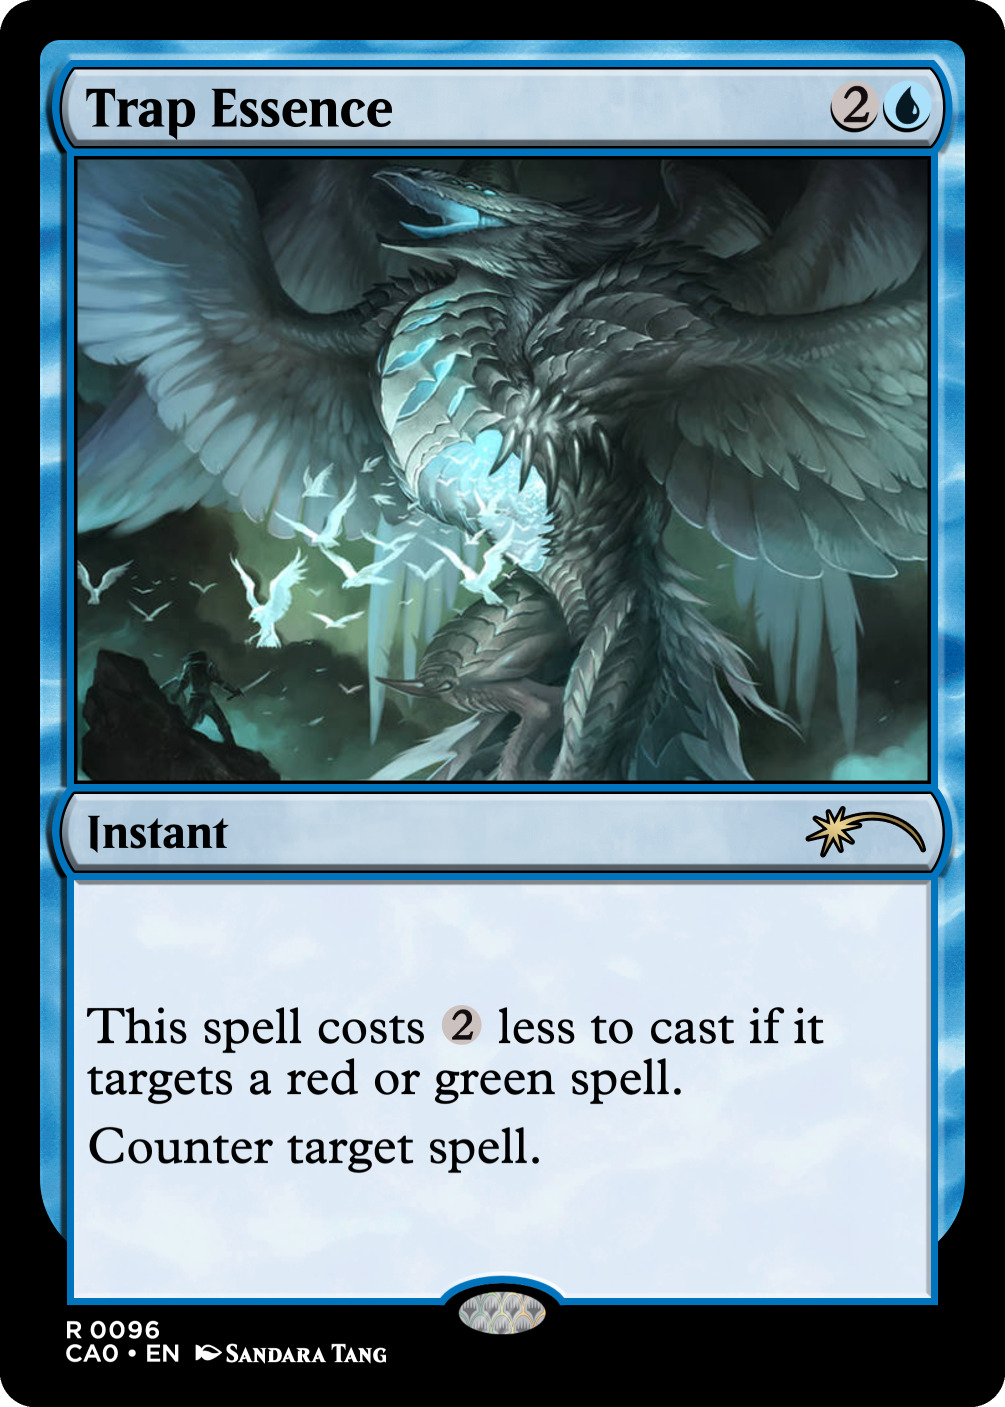 Trap Essence 2
Instant
This spell costs 2 less to cast if it
targets a red or green spell.
Counter target spell.
R 0096
CAO • EN SANDARA TANG